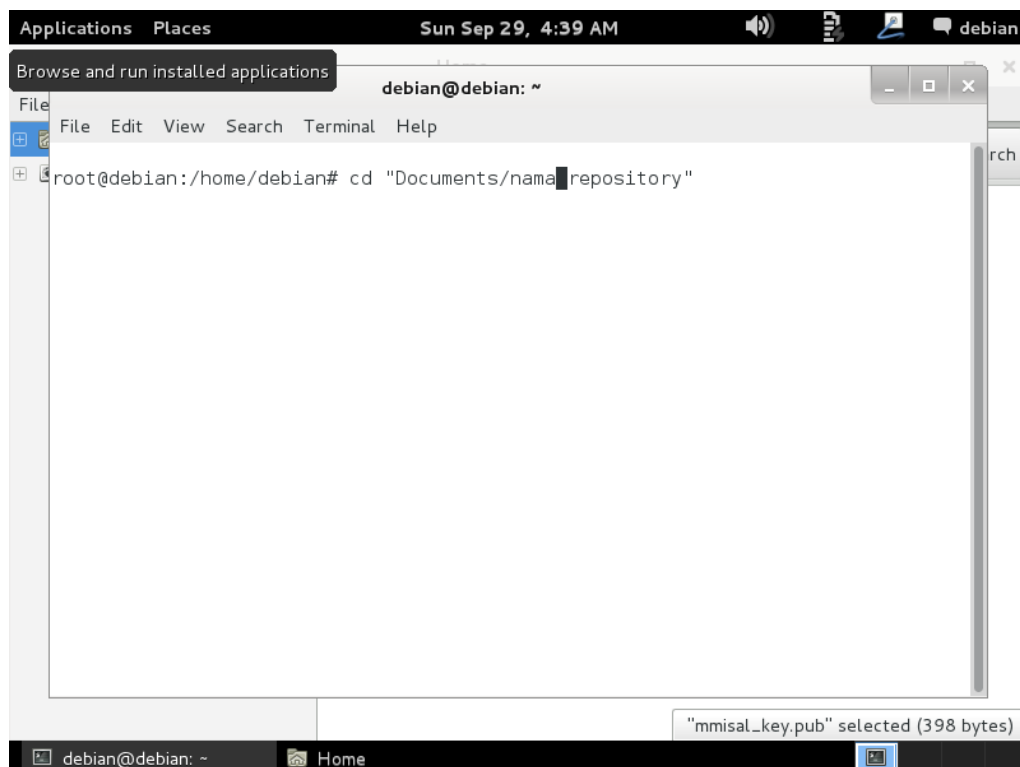 Applications Places Sun Sep 29, 4:39 AM debian
Browse and run installed applications
debian@debian: ~
File
File Edit View Search Terminal Help
rch
root@debian:/home/debian# cd "Documents/nama repository"
"mmisal_key.pub" selected (398 bytes)
debian@debian: ~ Home